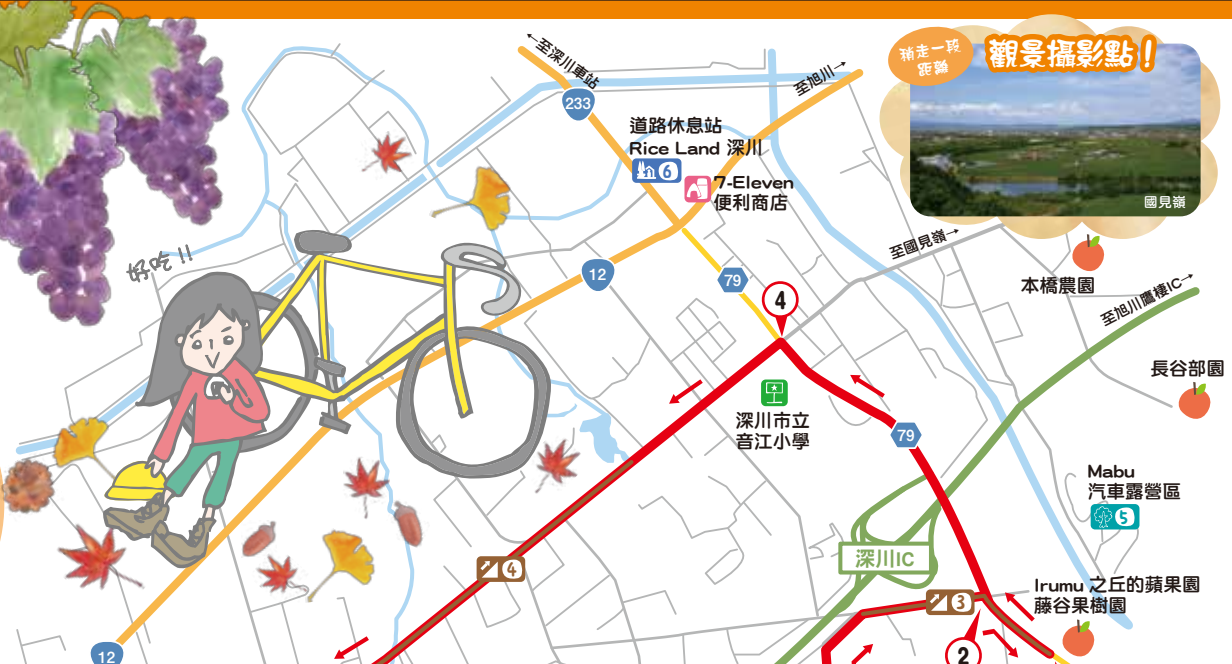 稍走一段
距離
觀景攝影點！
國見嶺
←至深川車站
233
至旭川→
道路休息站
Rice Land 深川
6
7-Eleven
便利商店
好吃!!
12
79
至國見嶺→
4
本橋農園
至旭川鷹棲IC→
長谷部園
深川市立
音江小學
79
Mabu
汽車露營區
5
4
深川IC
3
Irumu 之丘的蘋果園
藤谷果樹園
2
12